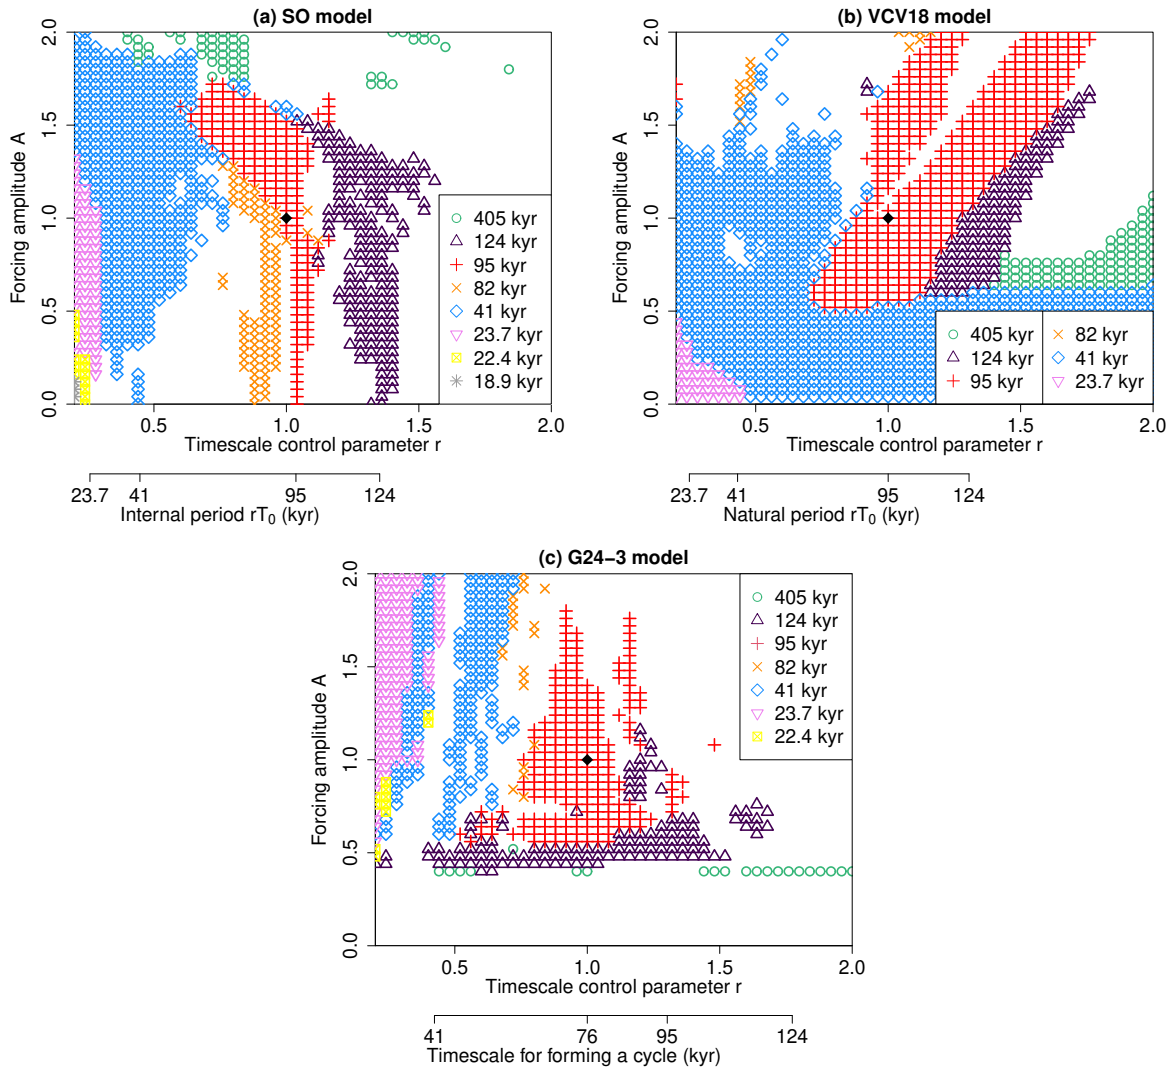 (a) SO model
2.0
1.5
1.0
0.5
0.0
Forcing amplitude A
405 kyr
124 kyr
95 kyr
82 kyr
41 kyr
23.7 kyr
22.4 kyr
18.9 kyr
0.5 1.0 1.5 2.0
Timescale control parameter r
23.7 41 95 124
Internal period rT0 (kyr)
(b) VCV18 model
2.0
1.5
1.0
0.5
0.0
Forcing amplitude A
405 kyr 82 kyr
124 kyr 41 kyr
95 kyr 23.7 kyr
0.5 1.0 1.5 2.0
Timescale control parameter r
23.7 41 95 124
Natural period rT0 (kyr)
(c) G24−3 model
2.0
1.5
1.0
0.5
0.0
Forcing amplitude A
405 kyr
124 kyr
95 kyr
82 kyr
41 kyr
23.7 kyr
22.4 kyr
0.5 1.0 1.5 2.0
Timescale control parameter r
41 76 95 124
Timescale for forming a cycle (kyr)